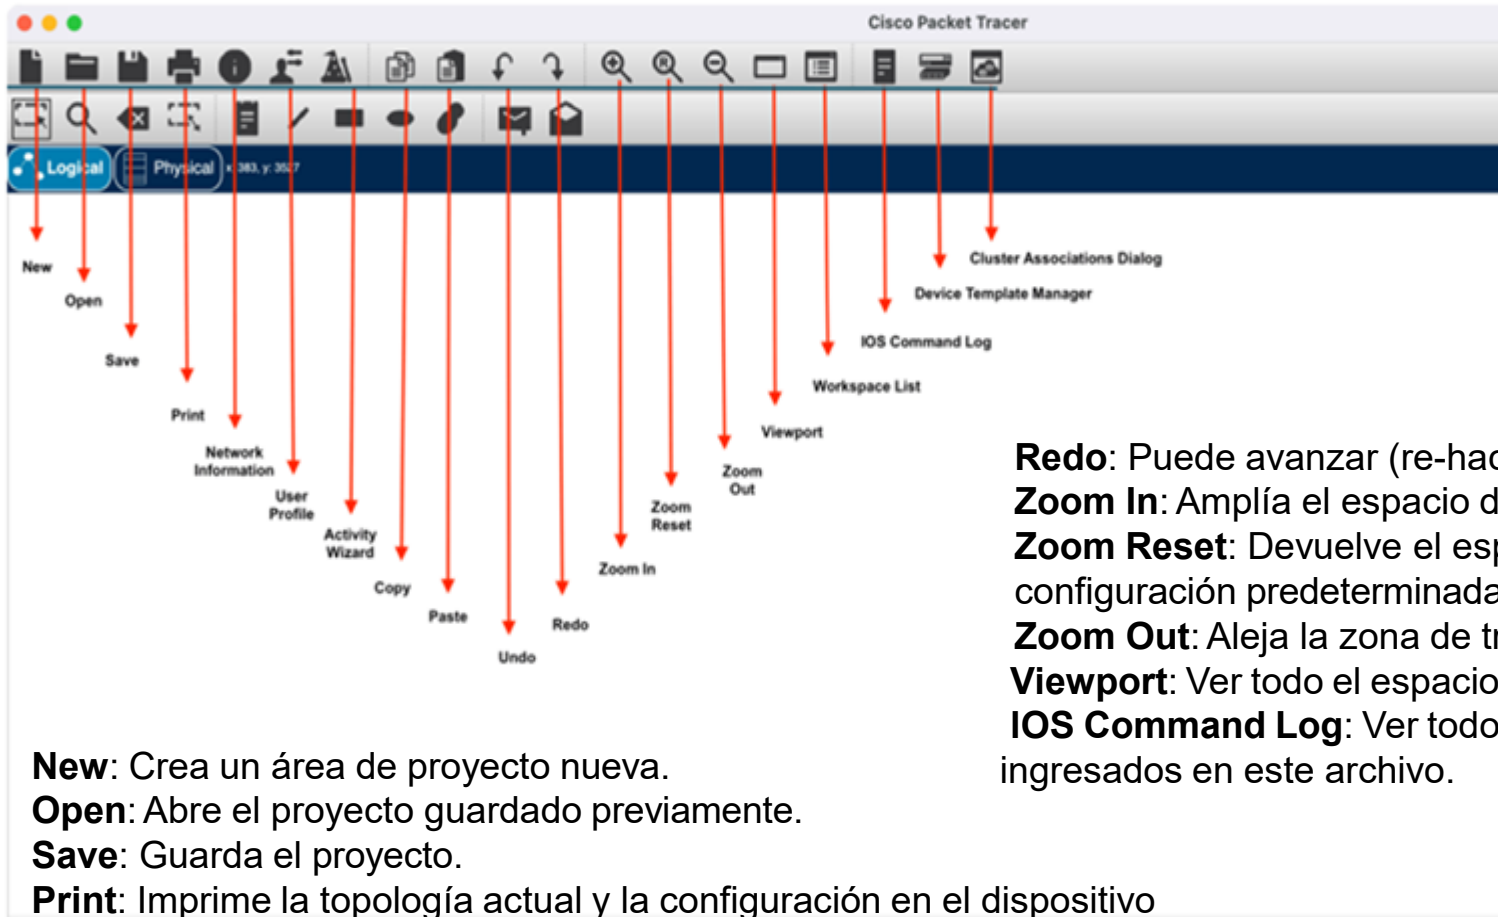 Cisco Packet Tracer
Logical
Physical
x: 383, y: 3527
New
Open
Save
Print
Network
Information
User
Profile
Activity
Wizard
Copy
Paste
Undo
Redo
Zoom In
Zoom
Reset
Zoom
Out
Viewport
Workspace List
IOS Command Log
Device Template Manager
Cluster Associations Dialog
Redo: Puede avanzar (re-hac
Zoom In: Amplía el espacio d
Zoom Reset: Devuelve el esp
configuración predeterminada
Zoom Out: Aleja la zona de tr
Viewport: Ver todo el espacio
IOS Command Log: Ver todo
ingresados en este archivo.
New: Crea un área de proyecto nueva.
Open: Abre el proyecto guardado previamente.
Save: Guarda el proyecto.
Print: Imprime la topología actual y la configuración en el dispositivo